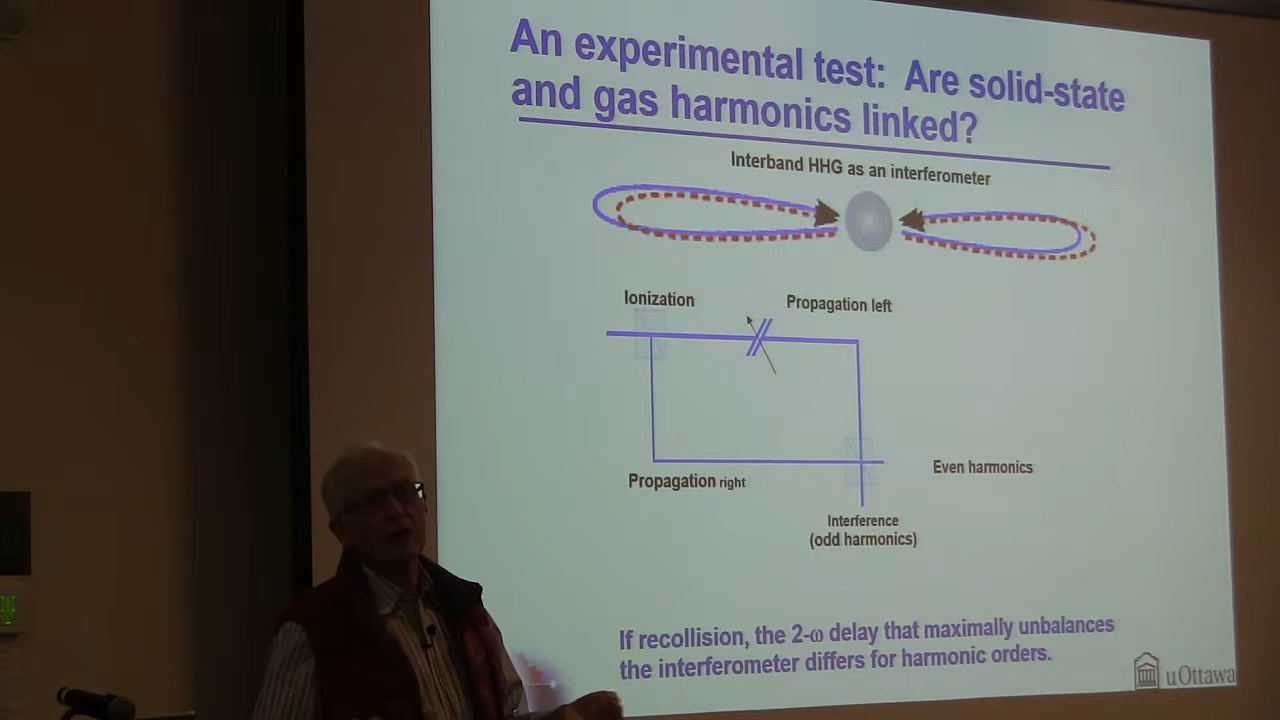 An experimental test: Are solid-state
and gas harmonics linked?
Interband HHG as an interferometer
Ionization
Propagation left
Propagation right
Even harmonics
Interference
(odd harmonics)
If recollision, the 2-ω delay that maximally unbalances
the interferometer differs for harmonic orders.
uOttawa